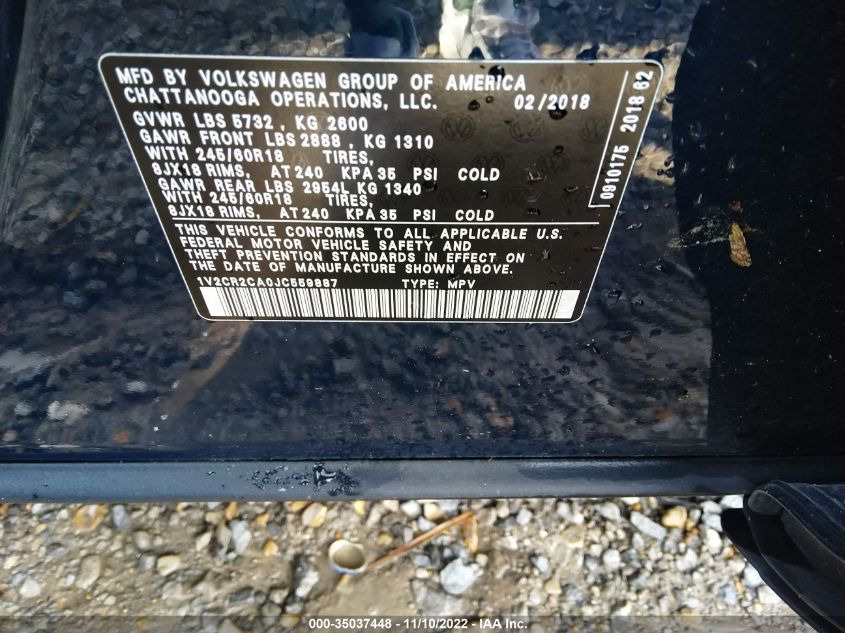 MFD BY VOLKSWAGEN GROUP OF AMERICA
CHATTANOOGA OPERATIONS, LLC. 02/2018
GVWR LBS 5732 , KG 2600
GAWR FRONT LBS 2888 , KG 1310
WITH 245/60R18 TIRES,
8JX18 RIMS, AT 240 KPA 35 PSI COLD
GAWR REAR LBS 2954L KG 1340
WITH 245/60R18 TIRES,
8JX18 RIMS, AT 240 KPA 35 PSI COLD
THIS VEHICLE CONFORMS TO ALL APPLICABLE U.S.
FEDERAL MOTOR VEHICLE SAFETY AND
THEFT PREVENTION STANDARDS IN EFFECT ON
THE DATE OF MANUFACTURE SHOWN ABOVE.
1V2CR2CA0JC559887 TYPE: MPV
0910175 2018 62
000-35037448 - 11/10/2022 - IAA Inc.